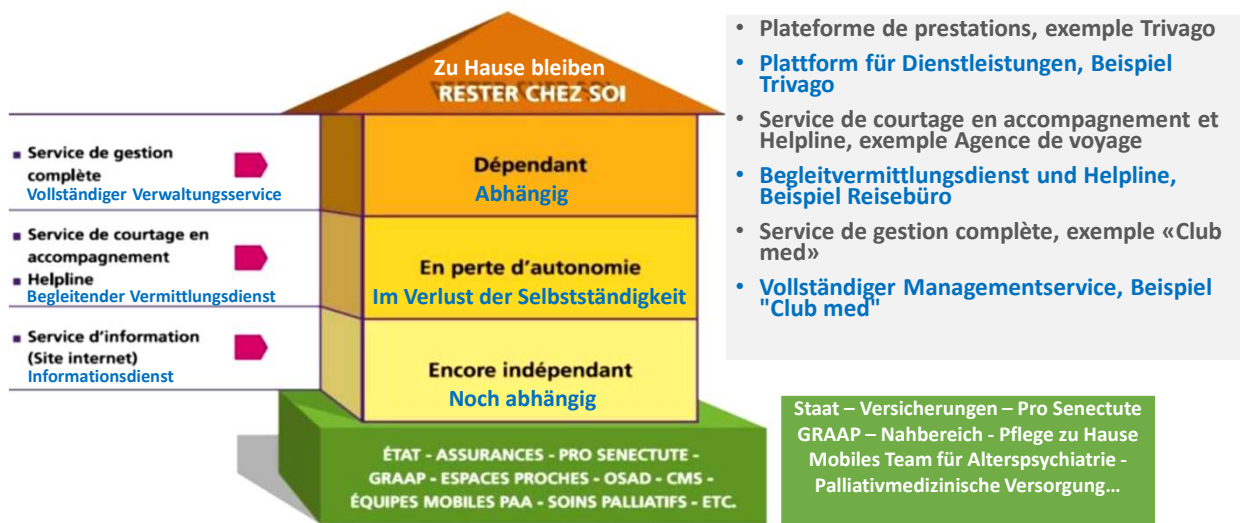 Zu Hause bleiben
RESTER CHEZ SOI
▪ Service de gestion
complète
Vollständiger Verwaltungsservice
Dépendant
Abhängig
▪ Service de courtage en
accompagnement
▪ Helpline
Begleitender Vermittlungsdienst
En perte d'autonomie
Im Verlust der Selbstständigkeit
▪ Service d'information
(Site internet)
Informationsdienst
Encore indépendant
Noch abhängig
ÉTAT - ASSURANCES - PRO SENECTUTE -
GRAAP - ESPACES PROCHES - OSAD - CMS -
ÉQUIPES MOBILES PAA - SOINS PALLIATIFS - ETC.
• Plateforme de prestations, exemple Trivago
• Plattform für Dienstleistungen, Beispiel
Trivago
• Service de courtage en accompagnement et
Helpline, exemple Agence de voyage
• Begleitvermittlungsdienst und Helpline,
Beispiel Reisebüro
• Service de gestion complète, exemple «Club
med»
• Vollständiger Managementservice, Beispiel
"Club med"
Staat – Versicherungen – Pro Senectute
GRAAP – Nahbereich - Pflege zu Hause
Mobiles Team für Alterspsychiatrie -
Palliativmedizinische Versorgung...